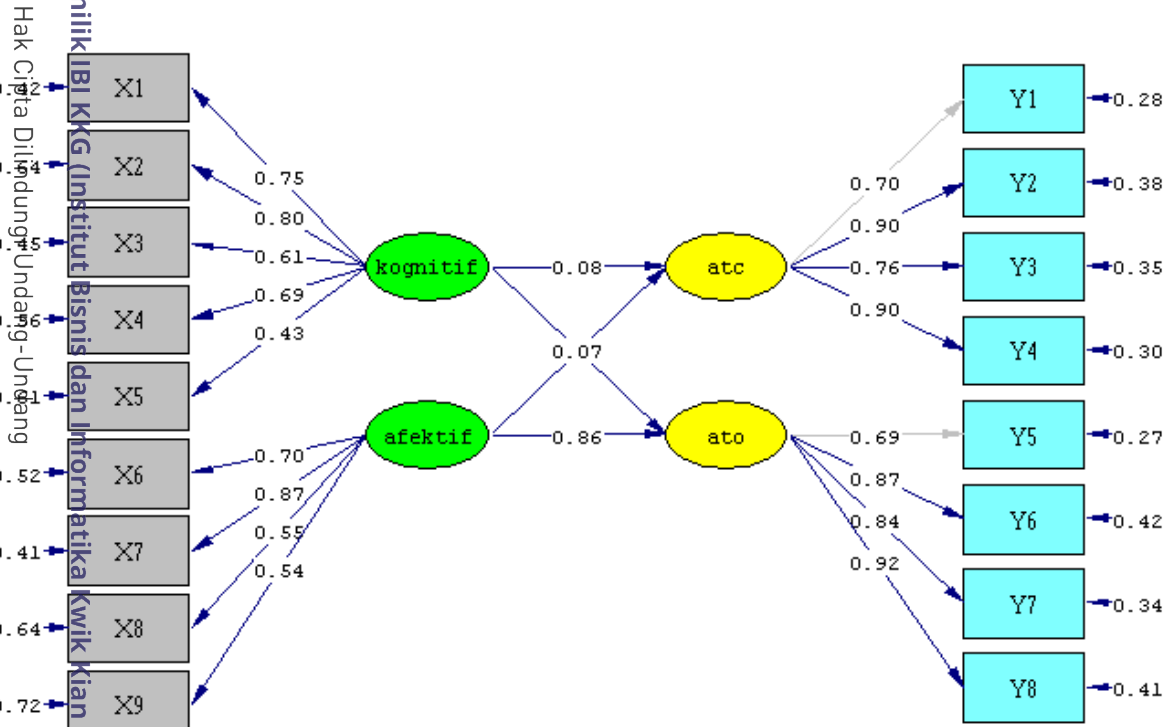 milik IBI KKG (Institut Bisnis dan Informatika Kwik Kian
Hak Cipta Dilindungi Undang-Undang
X1
X2
X3
X4
X5
X6
X7
X8
X9
.52
.41
.64
.72
0.75
0.80
0.61
0.69
0.43
0.70
0.87
0.55
0.54
kognitif
afektif
0.08
0.07
0.86
atc
ato
0.70
0.90
0.76
0.90
0.69
0.87
0.84
0.92
Y1
Y2
Y3
Y4
Y5
Y6
Y7
Y8
0.28
0.38
0.35
0.30
0.27
0.42
0.34
0.41